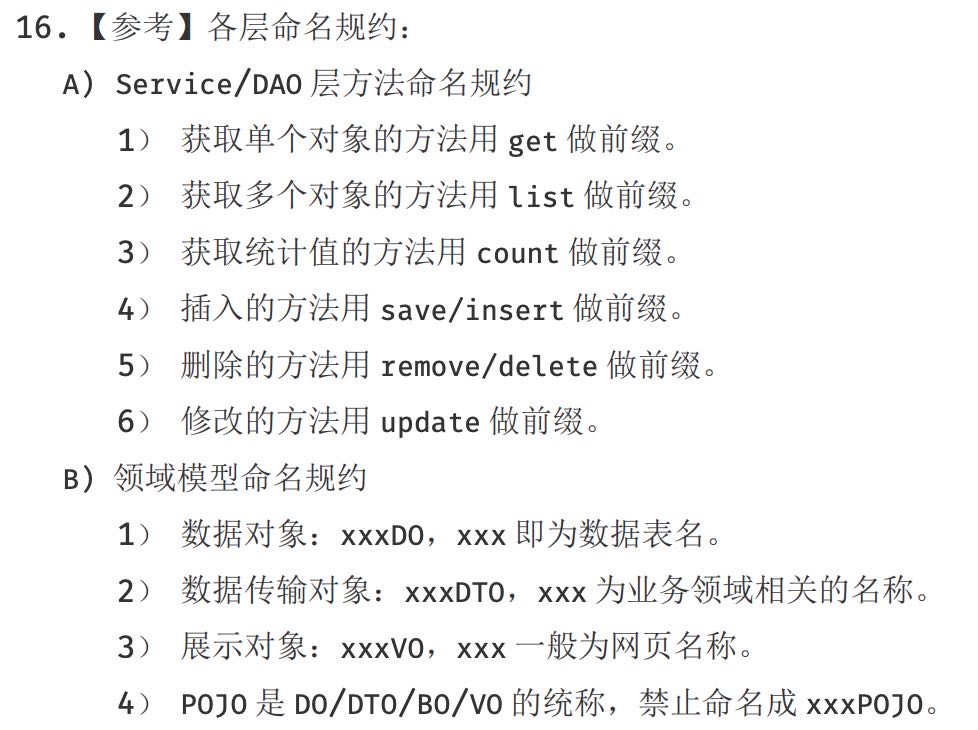 16.【参考】各层命名规约：
A) Service/DAO 层方法命名规约
1） 获取单个对象的方法用 get 做前缀。
2） 获取多个对象的方法用 list 做前缀。
3） 获取统计值的方法用 count 做前缀。
4） 插入的方法用 save/insert 做前缀。
5） 删除的方法用 remove/delete 做前缀。
6） 修改的方法用 update 做前缀。
B) 领域模型命名规约
1） 数据对象：xxxDO，xxx 即为数据表名。
2） 数据传输对象：xxxDTO，xxx 为业务领域相关的名称。
3） 展示对象：xxxVO，xxx 一般为网页名称。
4） POJO 是 DO/DTO/BO/VO 的统称，禁止命名成 xxxPOJO。